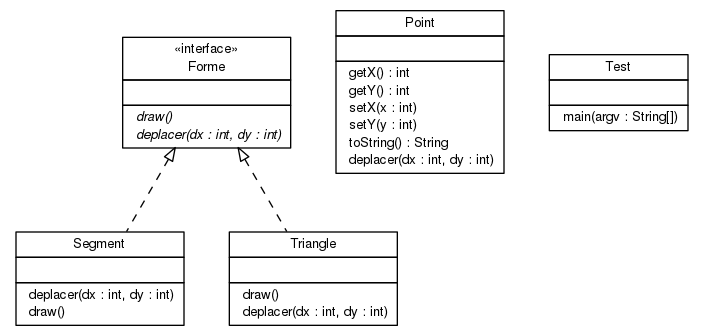 «interface»
Forme
draw()
deplacer(dx : int, dy : int)
Point
getX() : int
getY() : int
setX(x : int)
setY(y : int)
toString() : String
deplacer(dx : int, dy : int)
Test
main(argv : String[])
Segment
deplacer(dx : int, dy : int)
draw()
Triangle
draw()
deplacer(dx : int, dy : int)